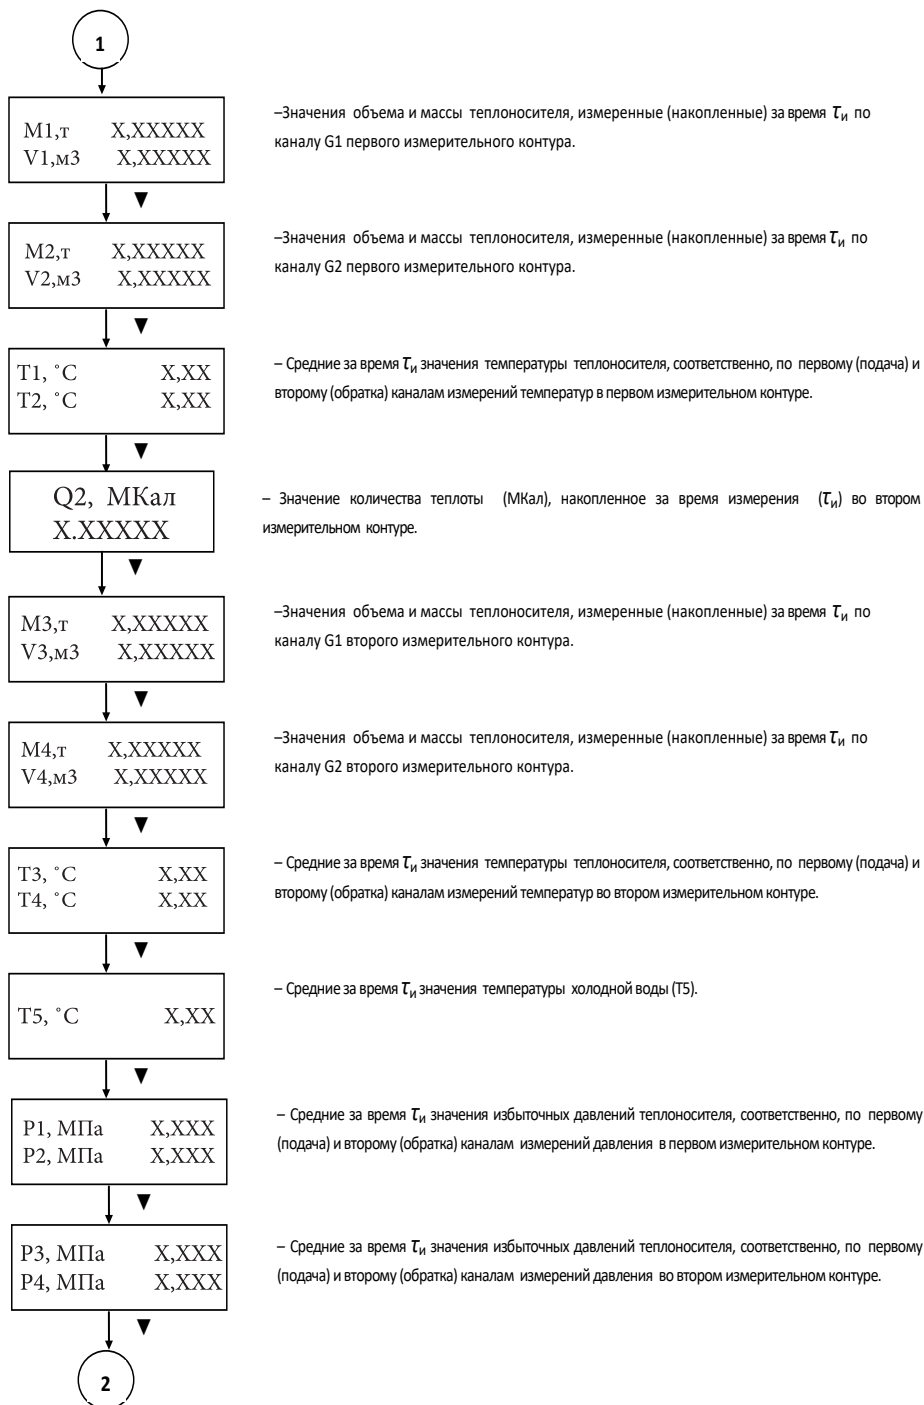 1
М1,т X,XXXXX
V1,м3 X,XXXXX
–Значения объема и массы теплоносителя, измеренные (накопленные) за время τи по
каналу G1 первого измерительного контура.
▼
М2,т X,XXXXX
V2,м3 X,XXXXX
–Значения объема и массы теплоносителя, измеренные (накопленные) за время τи по
каналу G2 первого измерительного контура.
▼
T1, ˚C X,XX
T2, ˚C X,XX
– Средние за время τи значения температуры теплоносителя, соответственно, по первому (подача) и
второму (обратка) каналам измерений температур в первом измерительном контуре.
▼
Q2, МКал
X.XXXXX
– Значение количества теплоты (МКал), накопленное за время измерения (τи) во втором
измерительном контуре.
▼
М3,т X,XXXXX
V3,м3 X,XXXXX
–Значения объема и массы теплоносителя, измеренные (накопленные) за время τи по
каналу G1 второго измерительного контура.
▼
М4,т X,XXXXX
V4,м3 X,XXXXX
–Значения объема и массы теплоносителя, измеренные (накопленные) за время τи по
каналу G2 второго измерительного контура.
▼
T3, ˚C X,XX
T4, ˚C X,XX
– Средние за время τи значения температуры теплоносителя, соответственно, по первому (подача) и
второму (обратка) каналам измерений температур во втором измерительном контуре.
▼
T5, ˚C X,XX
– Средние за время τи значения температуры холодной воды (Т5).
▼
P1, МПа X,XXX
P2, МПа X,XXX
– Средние за время τи значения избыточных давлений теплоносителя, соответственно, по первому
(подача) и второму (обратка) каналам измерений давления в первом измерительном контуре.
▼
P3, МПа X,XXX
P4, МПа X,XXX
– Средние за время τи значения избыточных давлений теплоносителя, соответственно, по первому
(подача) и второму (обратка) каналам измерений давления во втором измерительном контуре.
▼
2